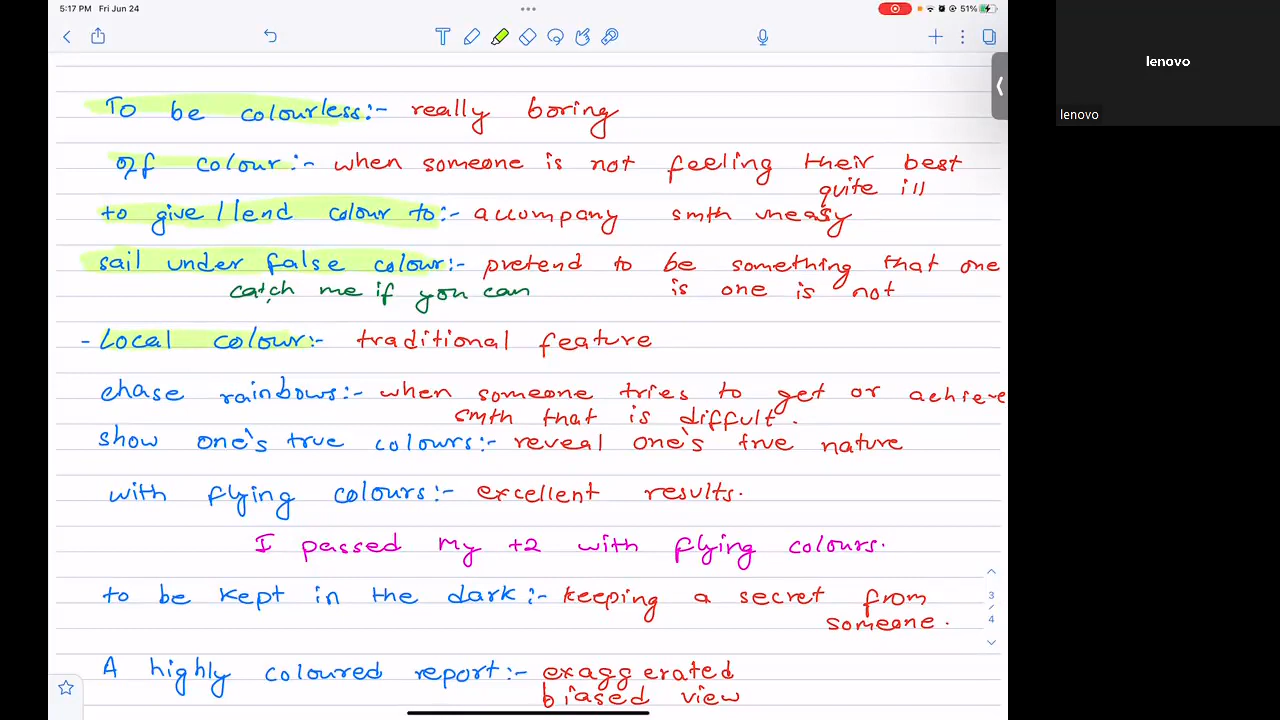 5:17 PM Fri Jun 24
51%
lenovo
To be colourless:- really boring
off colour:- when someone is not feeling their best
quite ill
to give / lend colour to:- accompany smth uneasy
sail under false colour:- pretend to be something that one
catch me if you can is one is not
- Local colour:- traditional feature
chase rainbows:- when someone tries to get or achieve
smth that is diffult.
show one's true colours:- reveal one's true nature
with flying colours:- excellent results.
I passed my +2 with flying colours.
to be kept in the dark:- keeping a secret from
someone.
A highly coloured report:- exaggerated
biased view
3
/
4
lenovo